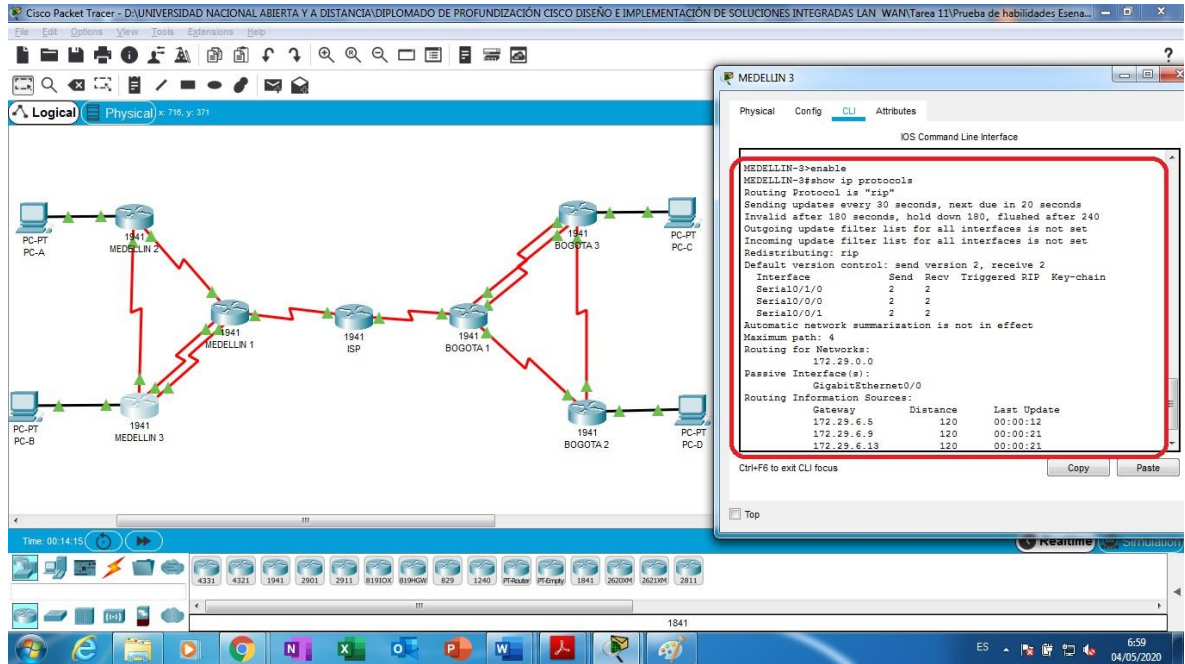 Cisco Packet Tracer - D:\UNIVERSIDAD NACIONAL ABIERTA Y A DISTANCIA\DIPLOMADO DE PROFUNDIZACIÓN CISCO DISEÑO E IMPLEMENTACIÓN DE SOLUCIONES INTEGRADAS LAN WAN\Tarea 11\Prueba de habilidades Esena...
File Edit Options View Tools Extensions Help
?
Logical Physical x: 716, y: 371
PC-PT
PC-A
1941
MEDELLIN 2
1941
MEDELLIN 1
1941
ISP
1941
BOGOTA 1
1941
BOGOTA 3
PC-PT
PC-C
PC-PT
PC-B
1941
MEDELLIN 3
1941
BOGOTA 2
PC-PT
PC-D
MEDELLIN 3
Physical Config CLI Attributes
IOS Command Line Interface
MEDELLIN-3>enable
MEDELLIN-3#show ip protocols
Routing Protocol is "rip"
Sending updates every 30 seconds, next due in 20 seconds
Invalid after 180 seconds, hold down 180, flushed after 240
Outgoing update filter list for all interfaces is not set
Incoming update filter list for all interfaces is not set
Redistributing: rip
Default version control: send version 2, receive 2
Interface Send Recv Triggered RIP Key-chain
Serial0/1/0 2 2
Serial0/0/0 2 2
Serial0/0/1 2 2
Automatic network summarization is not in effect
Maximum path: 4
Routing for Networks:
172.29.0.0
Passive Interface(s):
GigabitEthernet0/0
Routing Information Sources:
Gateway Distance Last Update
172.29.6.5 120 00:00:12
172.29.6.9 120 00:00:21
172.29.6.13 120 00:00:21
Ctrl+F6 to exit CLI focus
Copy Paste
Top
Time: 00:14:15
Realtime Simulation
4331 4321 1941 2901 2911 819IOX 819HGW 829 1240 PT-Router PT-Empty 1841 2620XM 2621XM 2811
1841
ES
6:59
04/05/2020